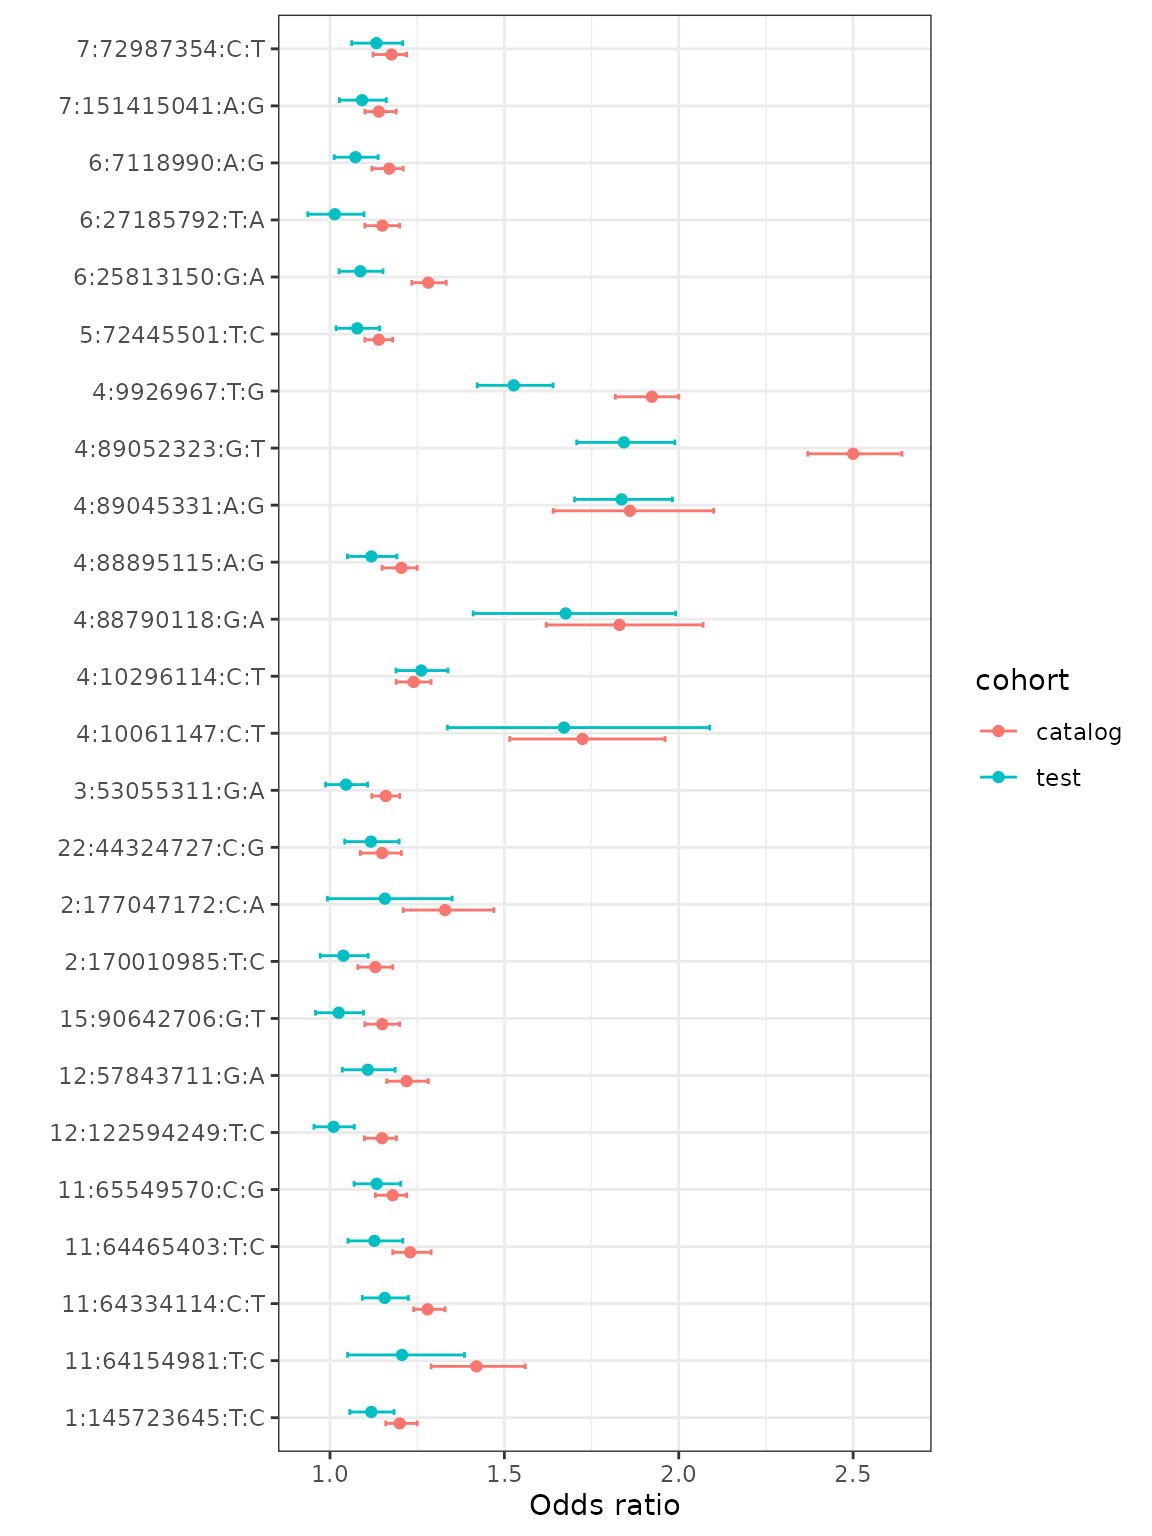 7:72987354:C:T
7:151415041:A:G
6:7118990:A:G
6:27185792:T:A
6:25813150:G:A
5:72445501:T:C
4:9926967:T:G
4:89052323:G:T
4:89045331:A:G
4:88895115:A:G
4:88790118:G:A
4:10296114:C:T
4:10061147:C:T
3:53055311:G:A
22:44324727:C:G
2:177047172:C:A
2:170010985:T:C
15:90642706:G:T
12:57843711:G:A
12:122594249:T:C
11:65549570:C:G
11:64465403:T:C
11:64334114:C:T
11:64154981:T:C
1:145723645:T:C
1.0 1.5 2.0 2.5
Odds ratio
cohort
catalog
test